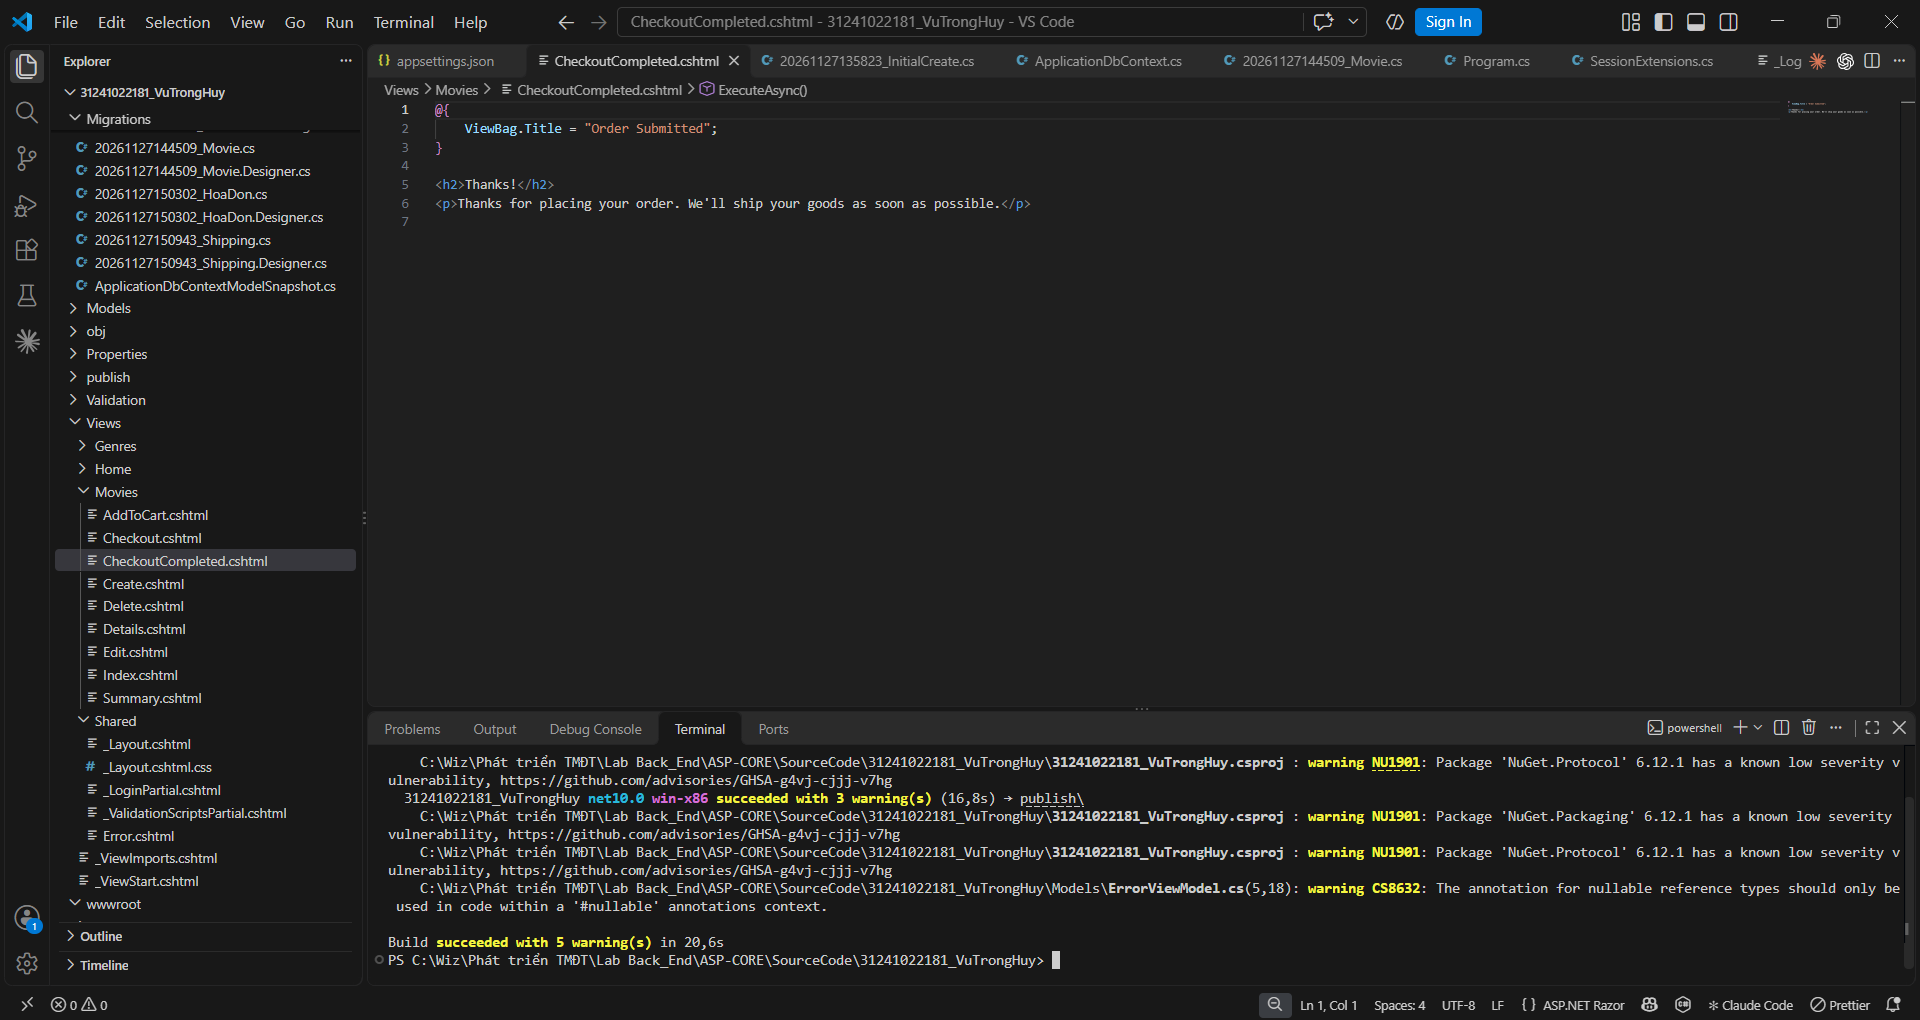 File Edit Selection View Go Run Terminal Help
CheckoutCompleted.cshtml - 31241022181_VuTrongHuy - VS Code
Sign In
Explorer
31241022181_VuTrongHuy
Migrations
20261127144509_Movie.cs
20261127144509_Movie.Designer.cs
20261127150302_HoaDon.cs
20261127150302_HoaDon.Designer.cs
20261127150943_Shipping.cs
20261127150943_Shipping.Designer.cs
ApplicationDbContextModelSnapshot.cs
Models
obj
Properties
publish
Validation
Views
Genres
Home
Movies
AddToCart.cshtml
Checkout.cshtml
CheckoutCompleted.cshtml
Create.cshtml
Delete.cshtml
Details.cshtml
Edit.cshtml
Index.cshtml
Summary.cshtml
Shared
_Layout.cshtml
_Layout.cshtml.css
_LoginPartial.cshtml
_ValidationScriptsPartial.cshtml
Error.cshtml
_ViewImports.cshtml
_ViewStart.cshtml
wwwroot
Outline
Timeline
1
appsettings.json
CheckoutCompleted.cshtml
20261127135823_InitialCreate.cs
ApplicationDbContext.cs
20261127144509_Movie.cs
Program.cs
SessionExtensions.cs
_Log
Views > Movies > CheckoutCompleted.cshtml > ExecuteAsync()
1 @{
2 ViewBag.Title = "Order Submitted";
3 }
4
5 <h2>Thanks!</h2>
6 <p>Thanks for placing your order. We'll ship your goods as soon as possible.</p>
7
Problems Output Debug Console Terminal Ports
powershell
C:\Wiz\Phát triển TMĐT\Lab Back_End\ASP-CORE\SourceCode\31241022181_VuTrongHuy\31241022181_VuTrongHuy.csproj : warning NU1901: Package 'NuGet.Protocol' 6.12.1 has a known low severity v
ulnerability, https://github.com/advisories/GHSA-g4vj-cjjj-v7hg
31241022181_VuTrongHuy net10.0 win-x86 succeeded with 3 warning(s) (16,8s) → publish\
C:\Wiz\Phát triển TMĐT\Lab Back_End\ASP-CORE\SourceCode\31241022181_VuTrongHuy\31241022181_VuTrongHuy.csproj : warning NU1901: Package 'NuGet.Packaging' 6.12.1 has a known low severity
vulnerability, https://github.com/advisories/GHSA-g4vj-cjjj-v7hg
C:\Wiz\Phát triển TMĐT\Lab Back_End\ASP-CORE\SourceCode\31241022181_VuTrongHuy\31241022181_VuTrongHuy.csproj : warning NU1901: Package 'NuGet.Protocol' 6.12.1 has a known low severity v
ulnerability, https://github.com/advisories/GHSA-g4vj-cjjj-v7hg
C:\Wiz\Phát triển TMĐT\Lab Back_End\ASP-CORE\SourceCode\31241022181_VuTrongHuy\Models\ErrorViewModel.cs(5,18): warning CS8632: The annotation for nullable reference types should only be
used in code within a '#nullable' annotations context.
Build succeeded with 5 warning(s) in 20,6s
PS C:\Wiz\Phát triển TMĐT\Lab Back_End\ASP-CORE\SourceCode\31241022181_VuTrongHuy>
0 0
Ln 1, Col 1 Spaces: 4 UTF-8 LF { } ASP.NET Razor Claude Code Prettier